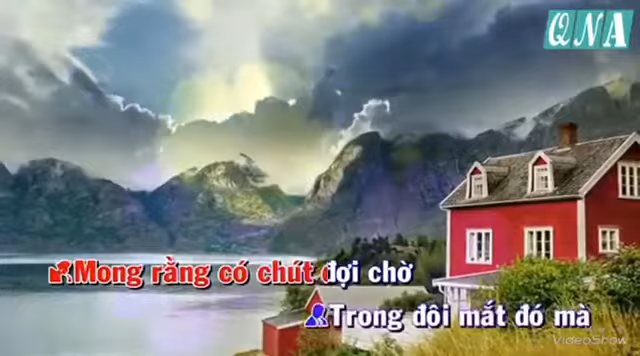 QNA
Mong rằng có chút đợi chờ
Trong đôi mắt đó mà
VideoShow